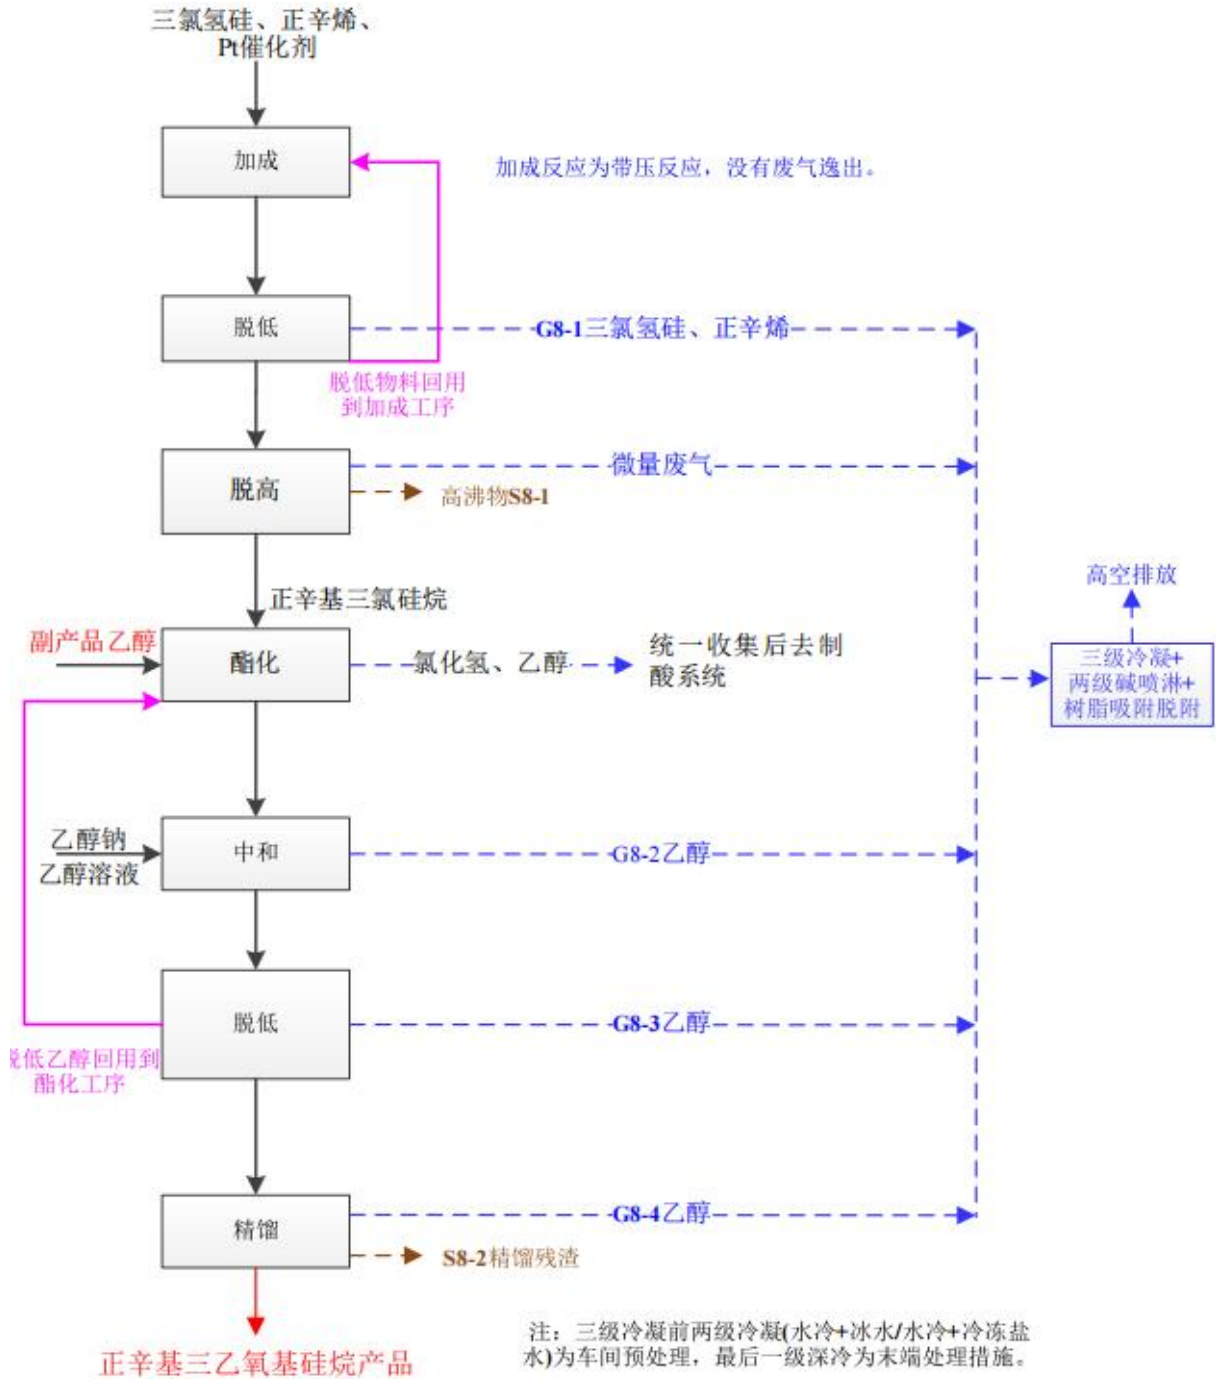 三氯氢硅、正辛烯、
Pt催化剂
加成
加成反应为带压反应，没有废气逸出。
脱低
G8-1三氯氢硅、正辛烯
脱低物料回用
到加成工序
脱高
微量废气
高沸物S8-1
正辛基三氯硅烷
副产品乙醇
酯化
氯化氢、乙醇
统一收集后去制
酸系统
高空排放
三级冷凝+
两级碱喷淋+
树脂吸附脱附
乙醇钠
乙醇溶液
中和
G8-2乙醇
脱低
G8-3乙醇
脱低乙醇回用到
酯化工序
精馏
G8-4乙醇
S8-2精馏残渣
正辛基三乙氧基硅烷产品
注：三级冷凝前两级冷凝(水冷+冰水/水冷+冷冻盐
水)为车间预处理，最后一级深冷为末端处理措施。